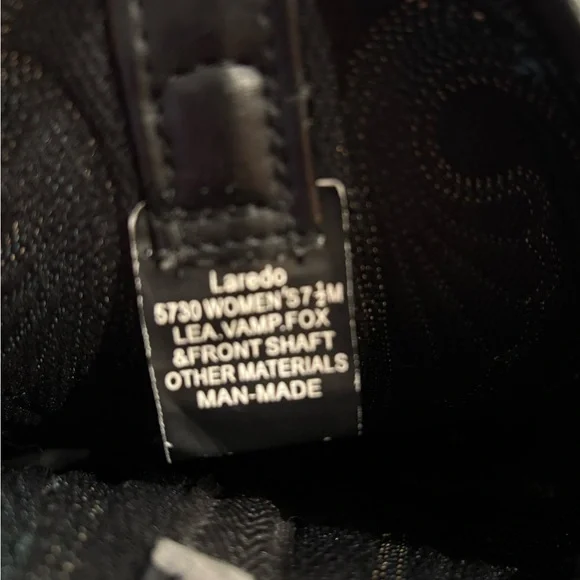 Laredo
5730 WOMEN'S 7 ½ M
LEA.VAMP.FOX
&FRONT SHAFT
OTHER MATERIALS
MAN-MADE